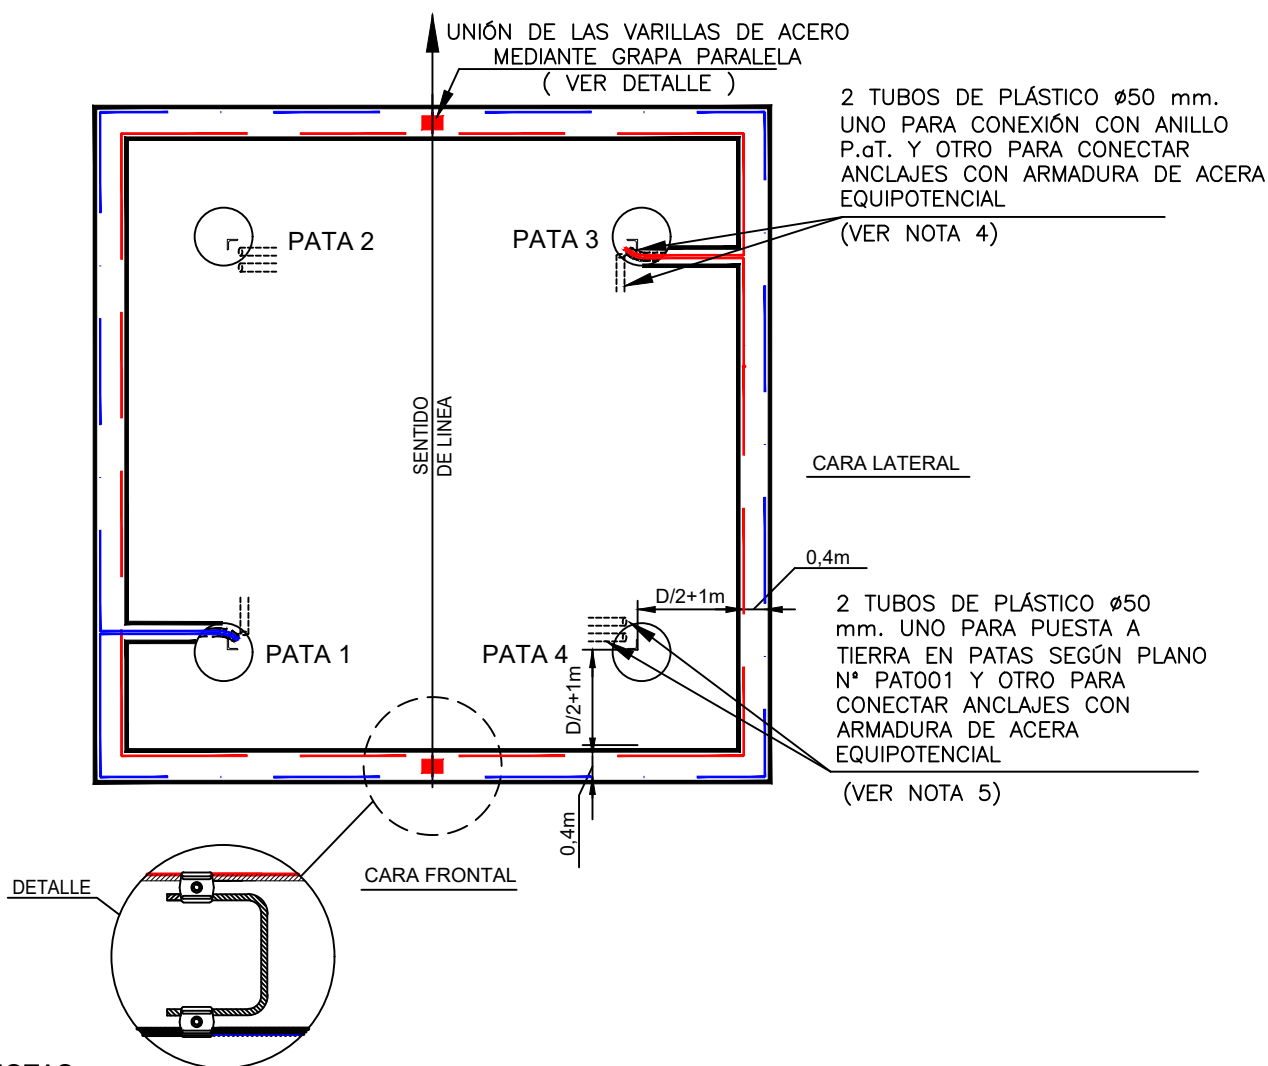 UNIÓN DE LAS VARILLAS DE ACERO
MEDIANTE GRAPA PARALELA
( VER DETALLE )
2 TUBOS DE PLÁSTICO ø50 mm.
UNO PARA CONEXIÓN CON ANILLO
P.aT. Y OTRO PARA CONECTAR
ANCLAJES CON ARMADURA DE ACERA
EQUIPOTENCIAL
(VER NOTA 4)
PATA 2
PATA 3
SENTIDO
DE LINEA
CARA LATERAL
0,4m
D/2+1m
2 TUBOS DE PLÁSTICO ø50
mm. UNO PARA PUESTA A
TIERRA EN PATAS SEGÚN PLANO
Nº PAT001 Y OTRO PARA
CONECTAR ANCLAJES CON
ARMADURA DE ACERA
EQUIPOTENCIAL
(VER NOTA 5)
PATA 1
PATA 4
D/2+1m
0,4m
CARA FRONTAL
DETALLE